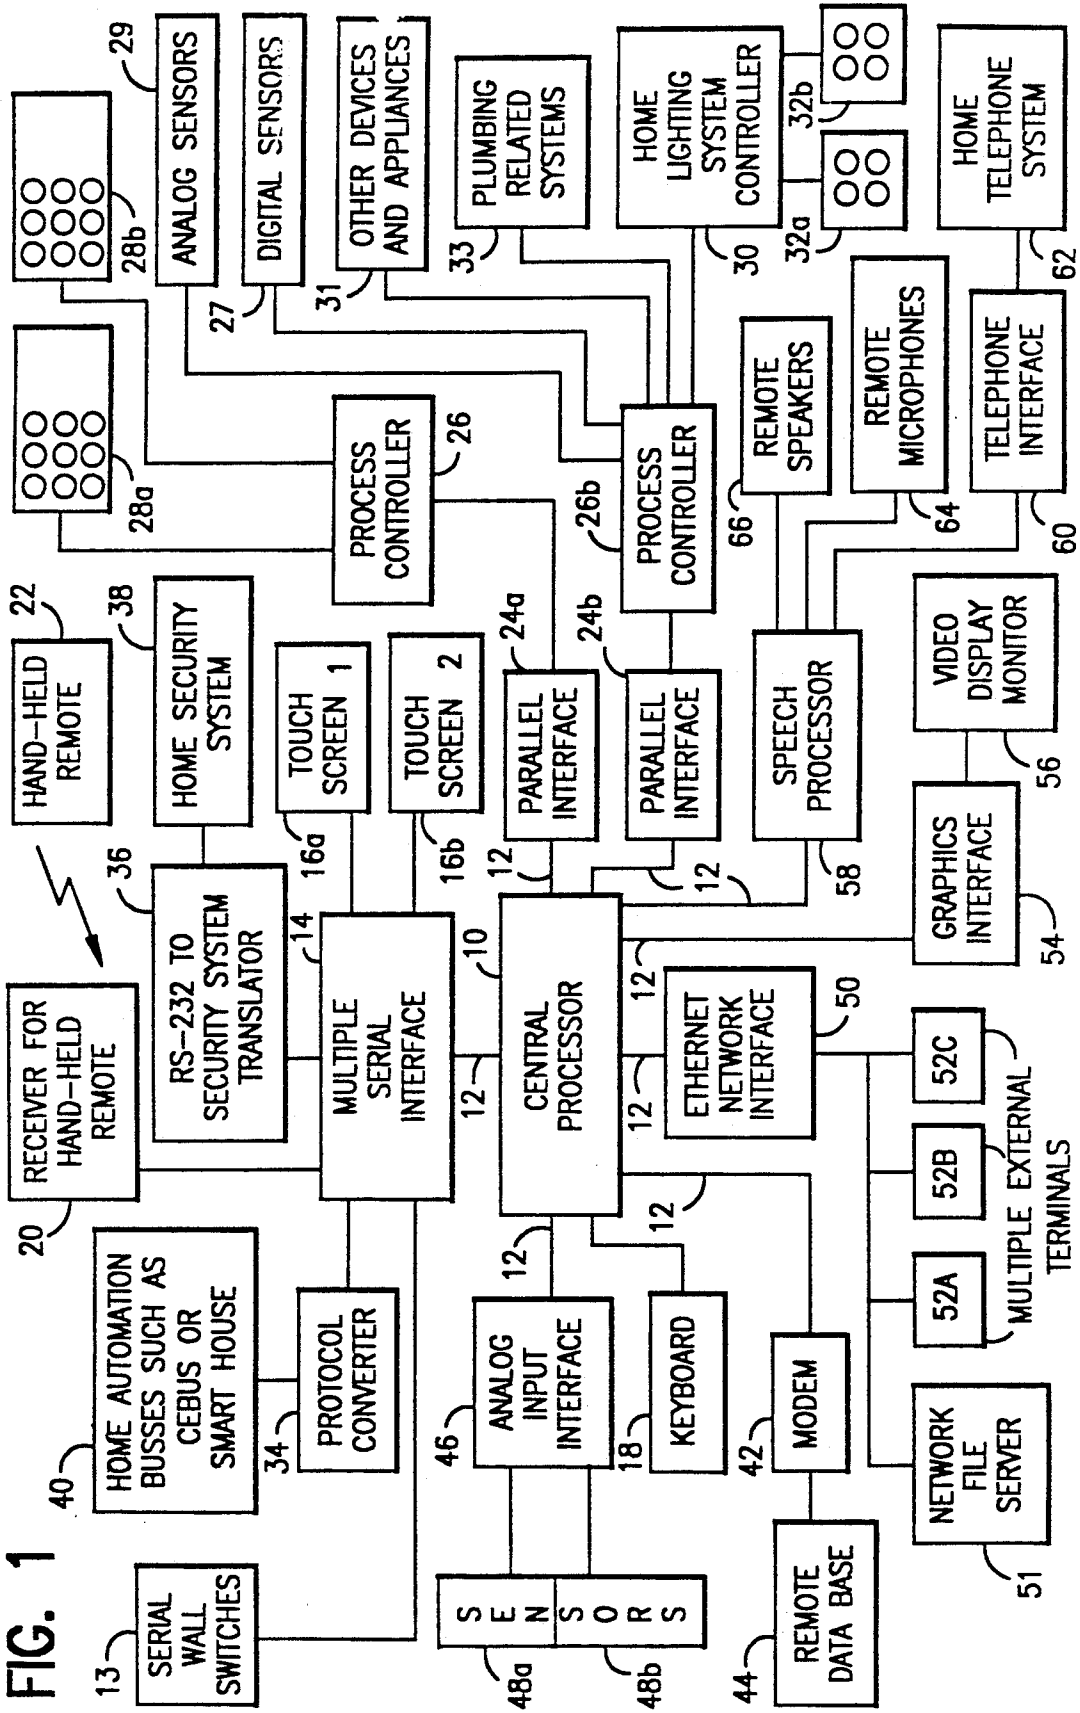 FIG. 1
13
SERIAL
WALL
SWITCHES
40
HOME AUTOMATION
BUSSES SUCH AS
CEBUS OR
SMART HOUSE
34
PROTOCOL
CONVERTER
20
RECEIVER FOR
HAND-HELD
REMOTE
22
HAND-HELD
REMOTE
36
RS-232 TO
SECURITY SYSTEM
TRANSLATOR
38
HOME SECURITY
SYSTEM
14
MULTIPLE
SERIAL
INTERFACE
16a
TOUCH
SCREEN 1
16b
TOUCH
SCREEN 2
28a
28b
29
ANALOG SENSORS
27
DIGITAL SENSORS
31
OTHER DEVICES
AND APPLIANCES
33
PLUMBING
RELATED
SYSTEMS
30
HOME
LIGHTING
SYSTEM
CONTROLLER
32a
32b
PROCESS
CONTROLLER
26
26b
PROCESS
CONTROLLER
24a
PARALLEL
INTERFACE
24b
PARALLEL
INTERFACE
48a
SEN
SORS
48b
46
ANALOG
INPUT
INTERFACE
12
12
10
CENTRAL
PROCESSOR
12
12
18
KEYBOARD
12
12
12
12
44
REMOTE
DATA BASE
42
MODEM
50
ETHERNET
NETWORK
INTERFACE
51
NETWORK
FILE
SERVER
52A
52B
52C
MULTIPLE EXTERNAL
TERMINALS
54
GRAPHICS
INTERFACE
56
VIDEO
DISPLAY
MONITOR
58
SPEECH
PROCESSOR
66
REMOTE
SPEAKERS
64
REMOTE
MICROPHONES
60
TELEPHONE
INTERFACE
62
HOME
TELEPHONE
SYSTEM